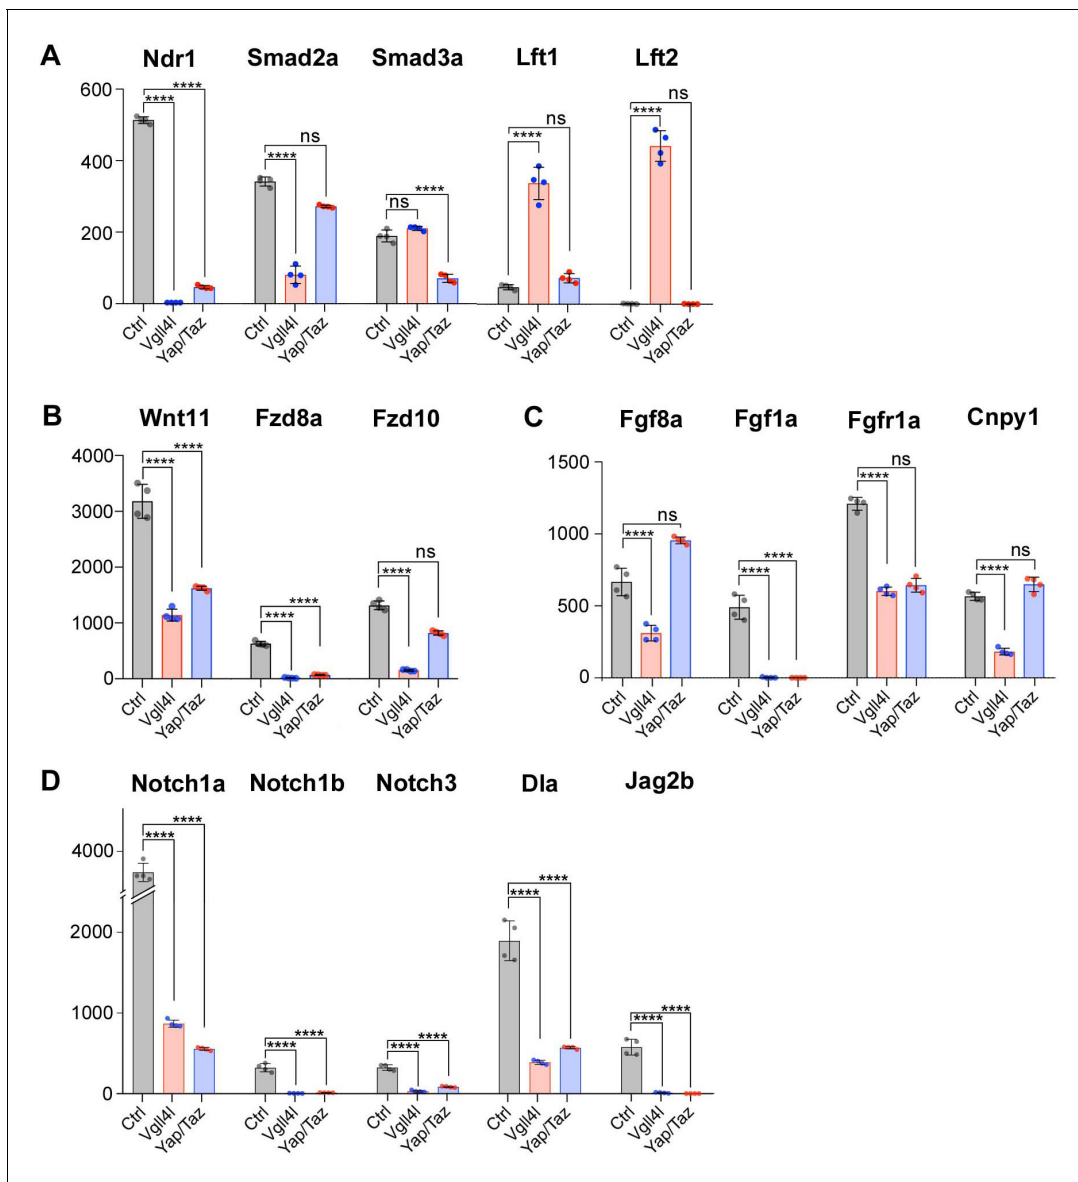 A
Ndr1 Smad2a Smad3a Lft1 Lft2
600
400
200
0
**** **** ns **** **** ns ns **** ns ****
Ctrl Vgll4l Yap/Taz Ctrl Vgll4l Yap/Taz Ctrl Vgll4l Yap/Taz Ctrl Vgll4l Yap/Taz Ctrl Vgll4l Yap/Taz
B
Wnt11 Fzd8a Fzd10
4000
3000
2000
1000
0
**** **** **** **** ns ****
Ctrl Vgll4l Yap/Taz Ctrl Vgll4l Yap/Taz Ctrl Vgll4l Yap/Taz
C
Fgf8a Fgf1a Fgfr1a Cnpy1
1500
1000
500
0
ns **** **** **** ns **** ns ****
Ctrl Vgll4l Yap/Taz Ctrl Vgll4l Yap/Taz Ctrl Vgll4l Yap/Taz Ctrl Vgll4l Yap/Taz
D
Notch1a Notch1b Notch3 Dla Jag2b
4000
2000
1000
0
**** **** **** **** **** **** **** **** **** ****
Ctrl Vgll4l Yap/Taz Ctrl Vgll4l Yap/Taz Ctrl Vgll4l Yap/Taz Ctrl Vgll4l Yap/Taz Ctrl Vgll4l Yap/Taz